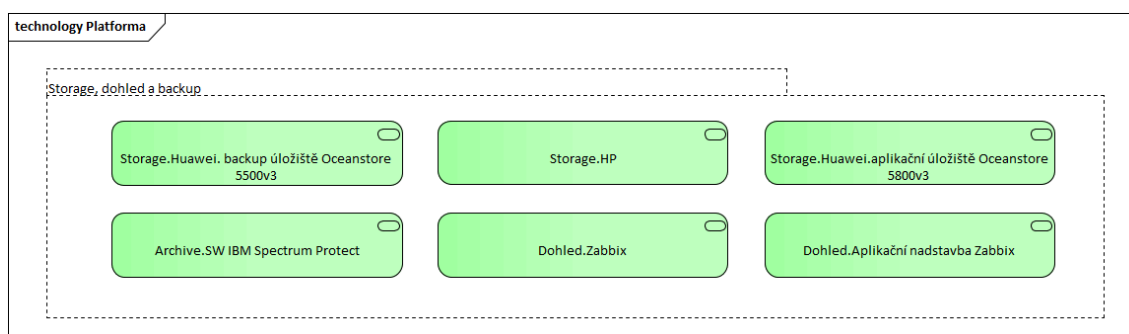 technology Platforma
Storage, dohled a backup
Storage.Huawei. backup úložiště Oceanstore
5500v3
Storage.HP
Storage.Huawei.aplikační úložiště Oceanstore
5800v3
Archive.SW IBM Spectrum Protect
Dohled.Zabbix
Dohled.Aplikační nadstavba Zabbix